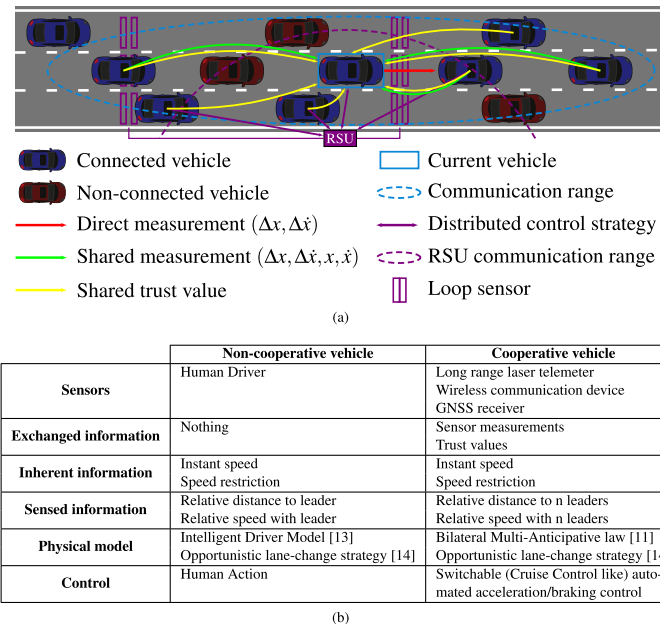 RSU
Connected vehicle
Current vehicle
Non-connected vehicle
Communication range
Direct measurement (Δx, Δẋ)
Distributed control strategy
Shared measurement (Δx, Δẋ, x, ẋ)
RSU communication range
Shared trust value
Loop sensor
(a)
Non-cooperative vehicle
Cooperative vehicle
Sensors
Human Driver
Long range laser telemeter
Wireless communication device
GNSS receiver
Exchanged information
Nothing
Sensor measurements
Trust values
Inherent information
Instant speed
Speed restriction
Instant speed
Speed restriction
Sensed information
Relative distance to leader
Relative speed with leader
Relative distance to n leaders
Relative speed with n leaders
Physical model
Intelligent Driver Model [13]
Opportunistic lane-change strategy [14]
Bilateral Multi-Anticipative law [11]
Opportunistic lane-change strategy
Control
Human Action
Switchable (Cruise Control like) auto-
mated acceleration/braking control
(b)